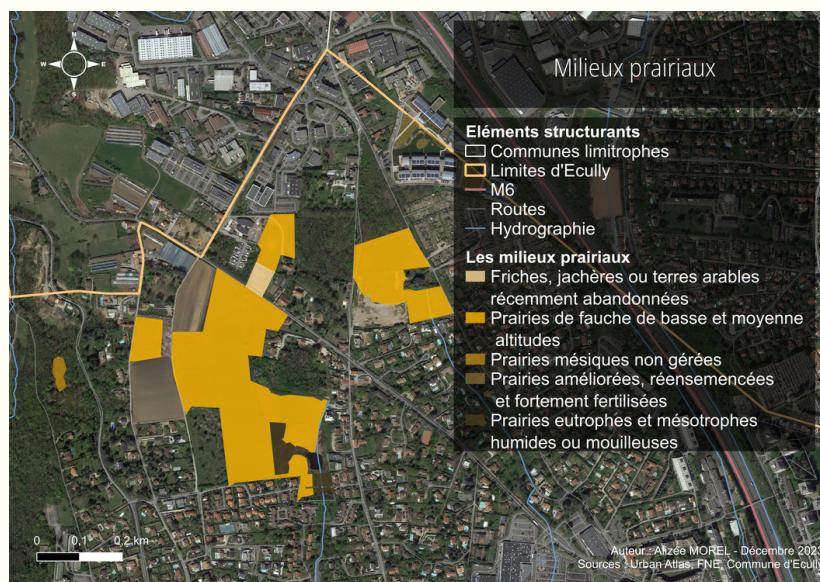 Milieux prairiaux
N
W E
S
Eléments structurants
Communes limitrophes
Limites d'Ecully
M6
Routes
Hydrographie
Les milieux prairiaux
Friches, jachères ou terres arables
récemment abandonnées
Prairies de fauche de basse et moyenne
altitudes
Prairies mésiques non gérées
Prairies améliorées, réensemencées
et fortement fertilisées
Prairies eutrophes et mésotrophes
humides ou mouilleuses
0 0,1 0,2 km
Auteur : Alizée MOREL - Décembre 2023
Sources : Urban Atlas, FNE, Commune d'Ecully